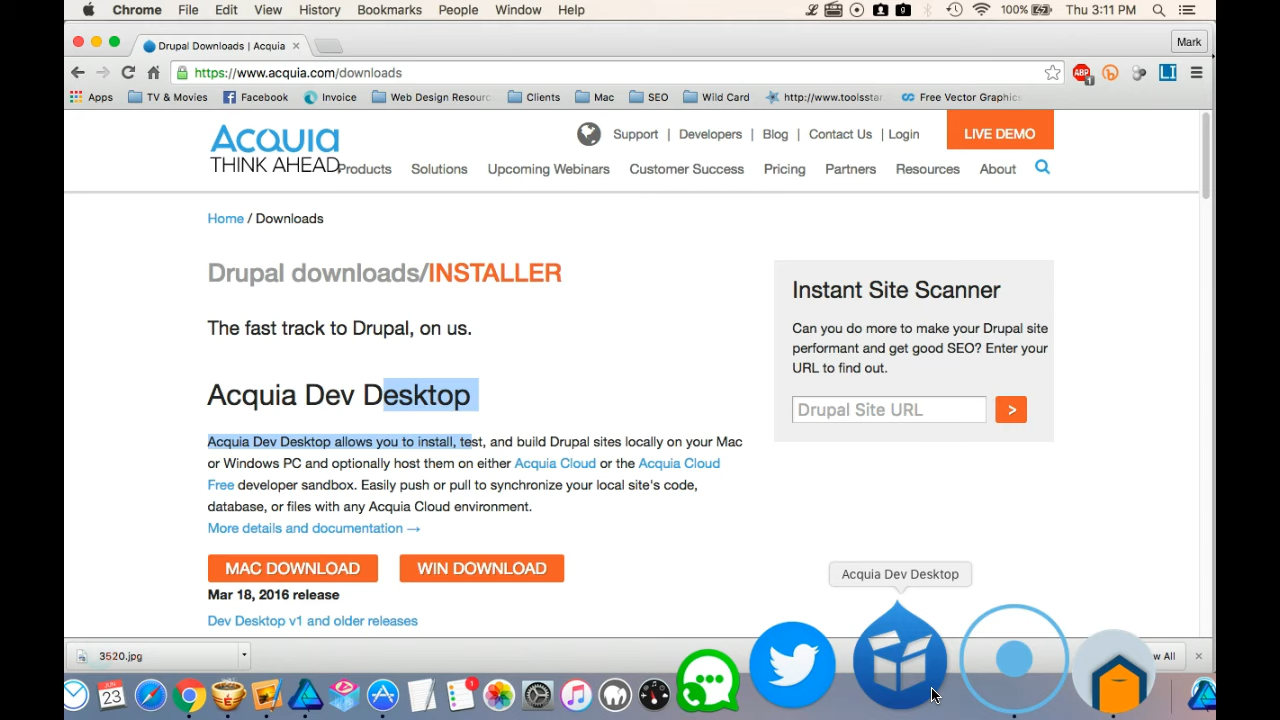 Chrome File Edit View History Bookmarks People Window Help 100% Thu 3:11 PM
Drupal Downloads | Acquia
Mark
https://www.acquia.com/downloads
ABP 1 LI
Apps TV & Movies Facebook Invoice Web Design Resourc Clients Mac SEO Wild Card http://www.toolsstar Free Vector Graphics
Acquia
THINK AHEAD
Support | Developers | Blog | Contact Us | Login
LIVE DEMO
Products Solutions Upcoming Webinars Customer Success Pricing Partners Resources About
Home / Downloads
Drupal downloads/INSTALLER
The fast track to Drupal, on us.
Acquia Dev Desktop
Acquia Dev Desktop allows you to install, test, and build Drupal sites locally on your Mac
or Windows PC and optionally host them on either Acquia Cloud or the Acquia Cloud
Free developer sandbox. Easily push or pull to synchronize your local site's code,
database, or files with any Acquia Cloud environment.
More details and documentation →
MAC DOWNLOAD WIN DOWNLOAD
Mar 18, 2016 release
Dev Desktop v1 and older releases
Instant Site Scanner
Can you do more to make your Drupal site
performant and get good SEO? Enter your
URL to find out.
Drupal Site URL >
Acquia Dev Desktop
3520.jpg
w All
JUN
23
1